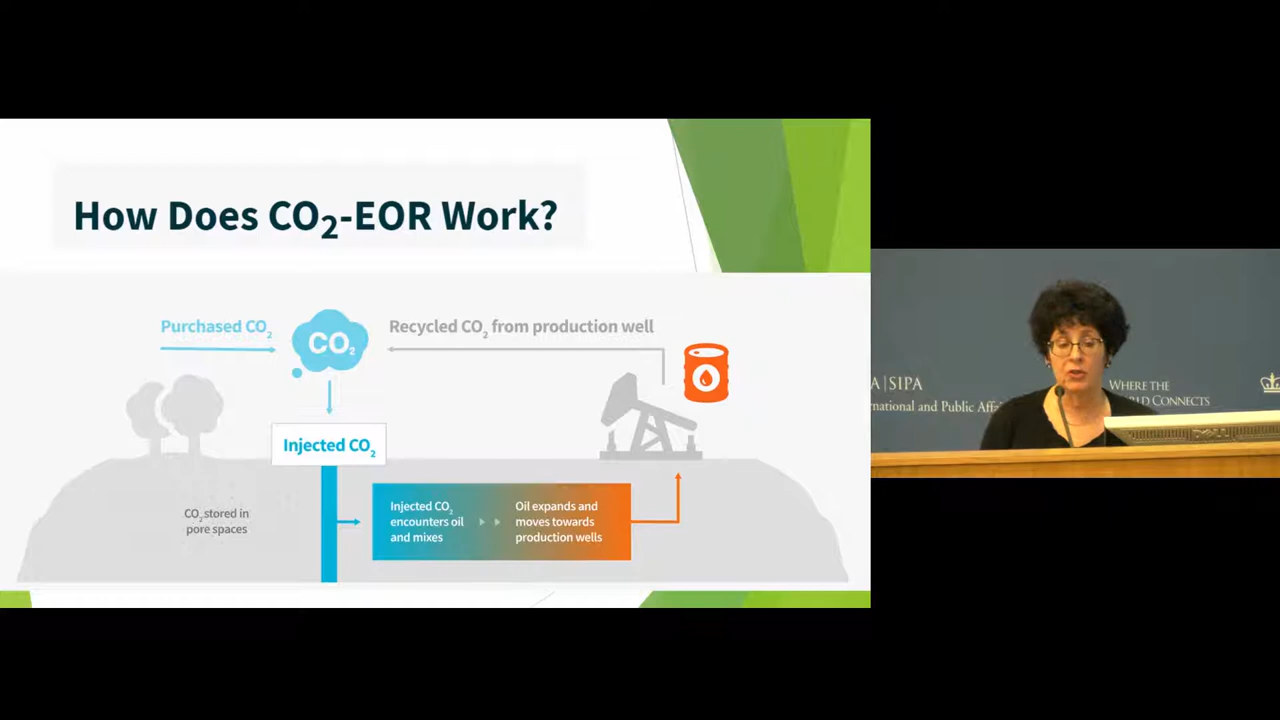 How Does CO₂-EOR Work?
Purchased CO₂
CO₂
Recycled CO₂ from production well
Injected CO₂
CO₂ stored in
pore spaces
Injected CO₂
encounters oil
and mixes
Oil expands and
moves towards
production wells
A|SIPA
national and Public Affa
WHERE THE
LD CONNECTS
DELL